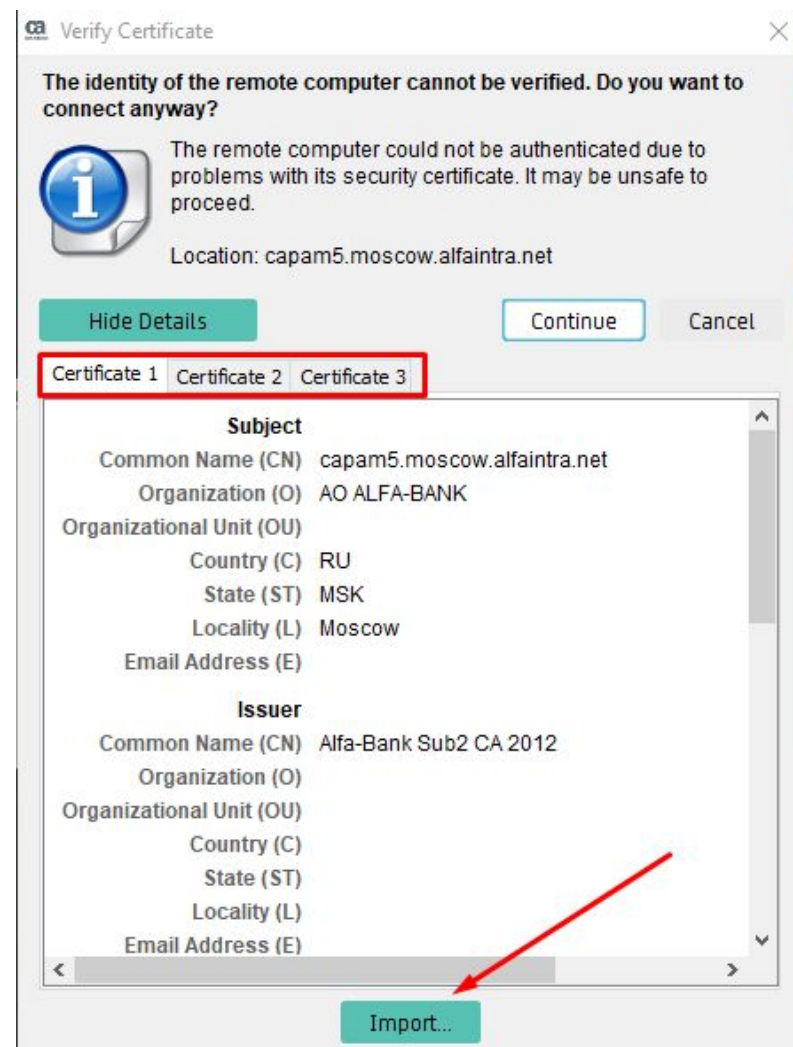 ca Verify Certificate
The identity of the remote computer cannot be verified. Do you want to
connect anyway?
The remote computer could not be authenticated due to
problems with its security certificate. It may be unsafe to
proceed.
Location: capam5.moscow.alfaintra.net
Hide Details Continue Cancel
Certificate 1 Certificate 2 Certificate 3
Subject
Common Name (CN) capam5.moscow.alfaintra.net
Organization (O) AO ALFA-BANK
Organizational Unit (OU)
Country (C) RU
State (ST) MSK
Locality (L) Moscow
Email Address (E)
Issuer
Common Name (CN) Alfa-Bank Sub2 CA 2012
Organization (O)
Organizational Unit (OU)
Country (C)
State (ST)
Locality (L)
Email Address (E)
Import...